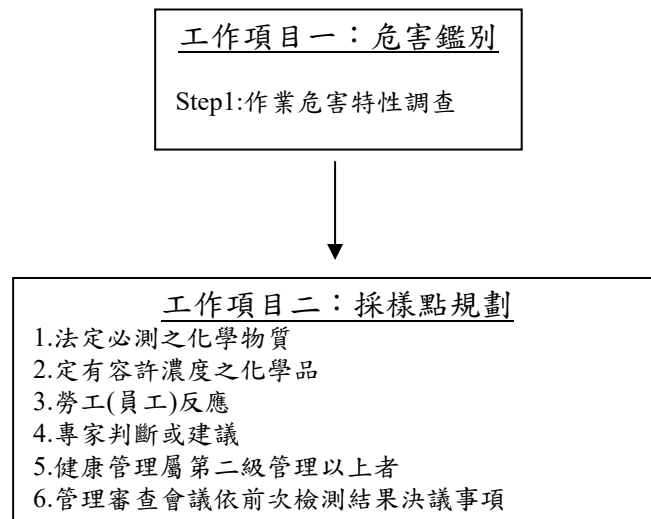 工作項目一：危害鑑別
Step1:作業危害特性調查
工作項目二：採樣點規劃
1.法定必測之化學物質
2.定有容許濃度之化學品
3.勞工(員工)反應
4.專家判斷或建議
5.健康管理屬第二級管理以上者
6.管理審查會議依前次檢測結果決議事項